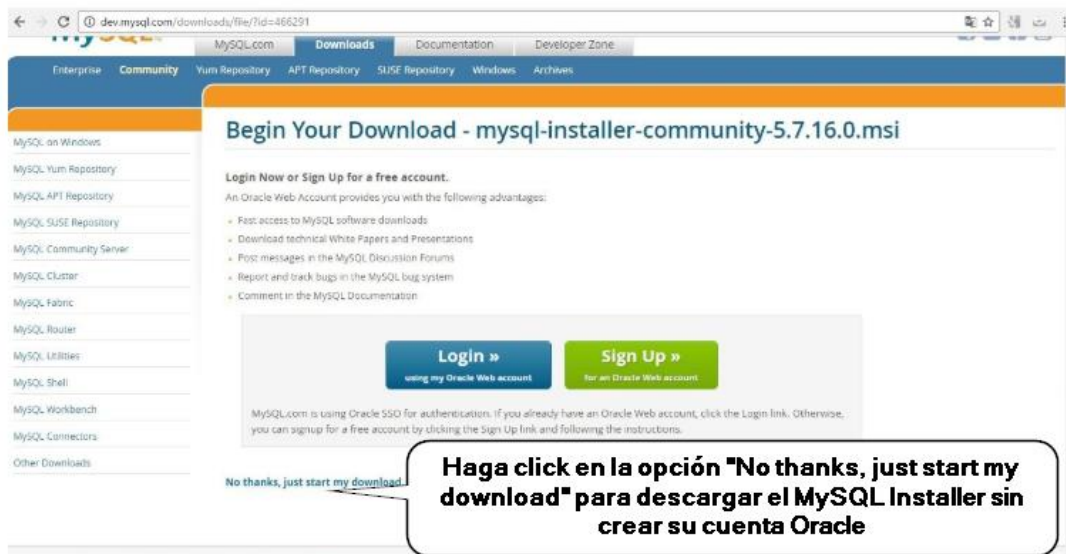 dev.mysql.com/downloads/file/?id=466291
MySQL.com Downloads Documentation Developer Zone
Enterprise Community Yum Repository APT Repository SUSE Repository Windows Archives
Begin Your Download - mysql-installer-community-5.7.16.0.msi
MySQL on Windows
MySQL Yum Repository
MySQL APT Repository
MySQL SUSE Repository
MySQL Community Server
MySQL Cluster
MySQL Fabric
MySQL Router
MySQL Utilities
MySQL Shell
MySQL Workbench
MySQL Connectors
Other Downloads
Login Now or Sign Up for a free account.
An Oracle Web Account provides you with the following advantages:
Fast access to MySQL software downloads
Download technical White Papers and Presentations
Post messages in the MySQL Discussion Forums
Report and track bugs in the MySQL bug system
Comment in the MySQL Documentation
Login »
using my Oracle Web account
Sign Up »
for an Oracle Web account
MySQL.com is using Oracle SSO for authentication. If you already have an Oracle Web account, click the Login link. Otherwise,
you can signup for a free account by clicking the Sign Up link and following the instructions.
No thanks, just start my download.
Haga click en la opción "No thanks, just start my
download" para descargar el MySQL Installer sin
crear su cuenta Oracle